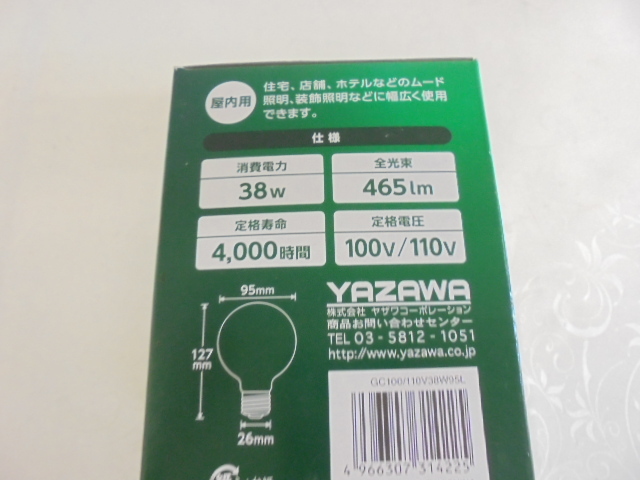 屋内用
住宅、店舗、ホテルなどのムード
照明、装飾照明などに幅広く使用
できます。
仕様
消費電力
38W
全光束
465lm
定格寿命
4,000時間
定格電圧
100V/110V
95mm
127
mm
26mm
YAZAWA
株式会社 ヤザワコーポレーション
商品お問い合わせセンター
TEL 03-5812-1051
http://www.yazawa.co.jp
GC100/110V38W95L
4 966307 314225